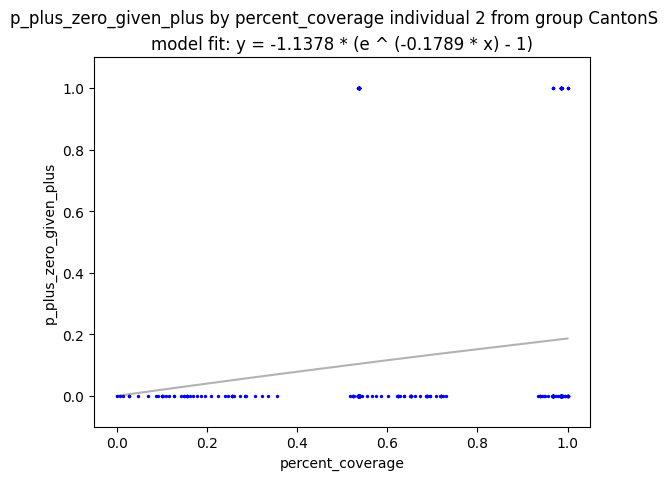 p_plus_zero_given_plus by percent_coverage individual 2 from group CantonS
model fit: y = -1.1378 * (e ^ (-0.1789 * x) - 1)
1.0
0.8
0.6
0.4
0.2
0.0
p_plus_zero_given_plus
0.0 0.2 0.4 0.6 0.8 1.0
percent_coverage